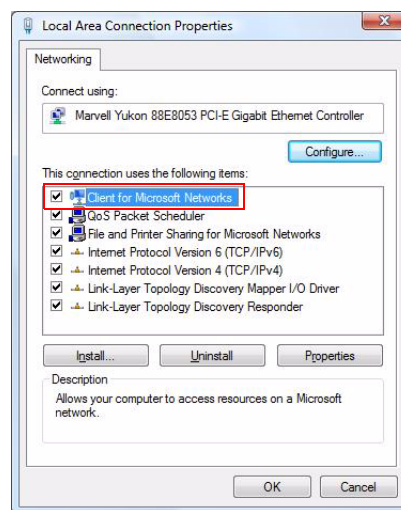 Local Area Connection Properties
Networking
Connect using:
Marvell Yukon 88E8053 PCI-E Gigabit Ethernet Controller
Configure...
This connection uses the following items:
Client for Microsoft Networks
QoS Packet Scheduler
File and Printer Sharing for Microsoft Networks
Internet Protocol Version 6 (TCP/IPv6)
Internet Protocol Version 4 (TCP/IPv4)
Link-Layer Topology Discovery Mapper I/O Driver
Link-Layer Topology Discovery Responder
Install... Uninstall Properties
Description
Allows your computer to access resources on a Microsoft
network.
OK Cancel